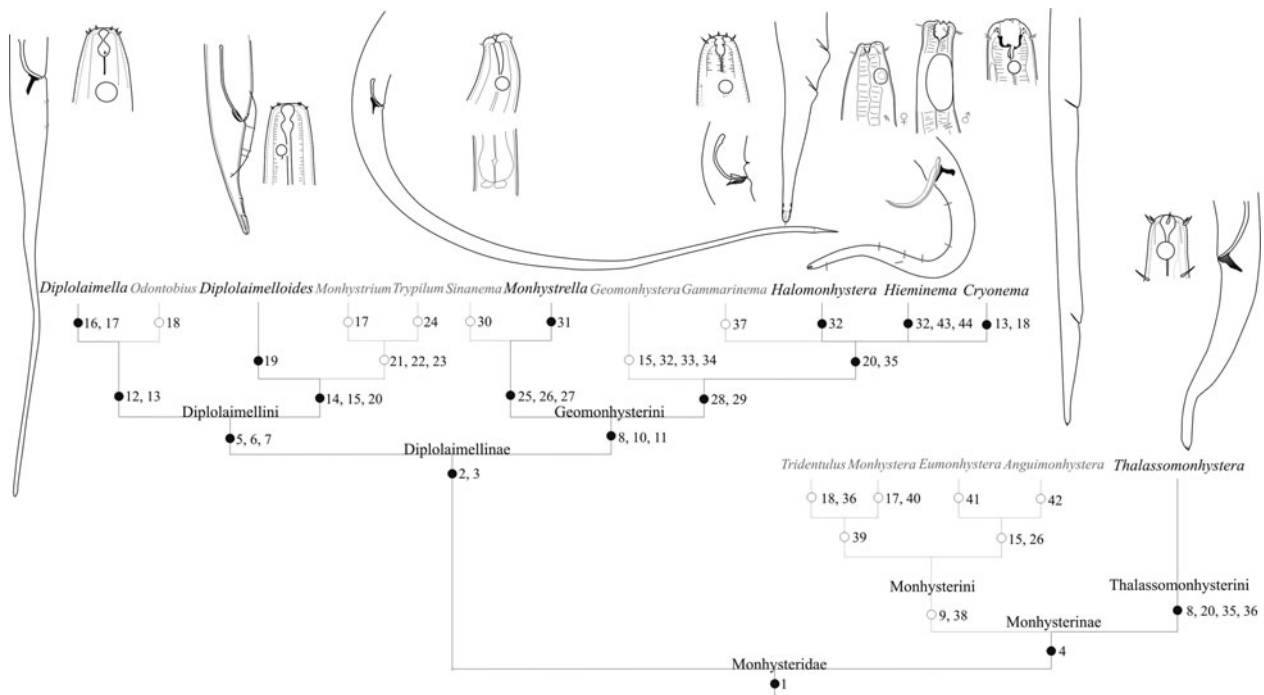 ♀ ♂
Diplolaimella Odontobius Diplolaimelloides Monhystrium Trypilum Sinanema Monhystrella Geomonhystera Gammarinema Halomonhystera Hieminema Cryonema
16, 17 18 17 24 30 31 37 32 32, 43, 44 13, 18
19 21, 22, 23 15, 32, 33, 34 20, 35
12, 13 14, 15, 20 25, 26, 27 28, 29
Diplolaimellini Geomonhysterini
5, 6, 7 8, 10, 11
Diplolaimellinae
2, 3
Tridentulus Monhystera Eumonhystera Anguimonhystera Thalassomonhystera
18, 36 17, 40 41 42
39 15, 26
Monhysterini Thalassomonhysterini
9, 38 8, 20, 35, 36
Monhysterinae
4
Monhysteridae
1